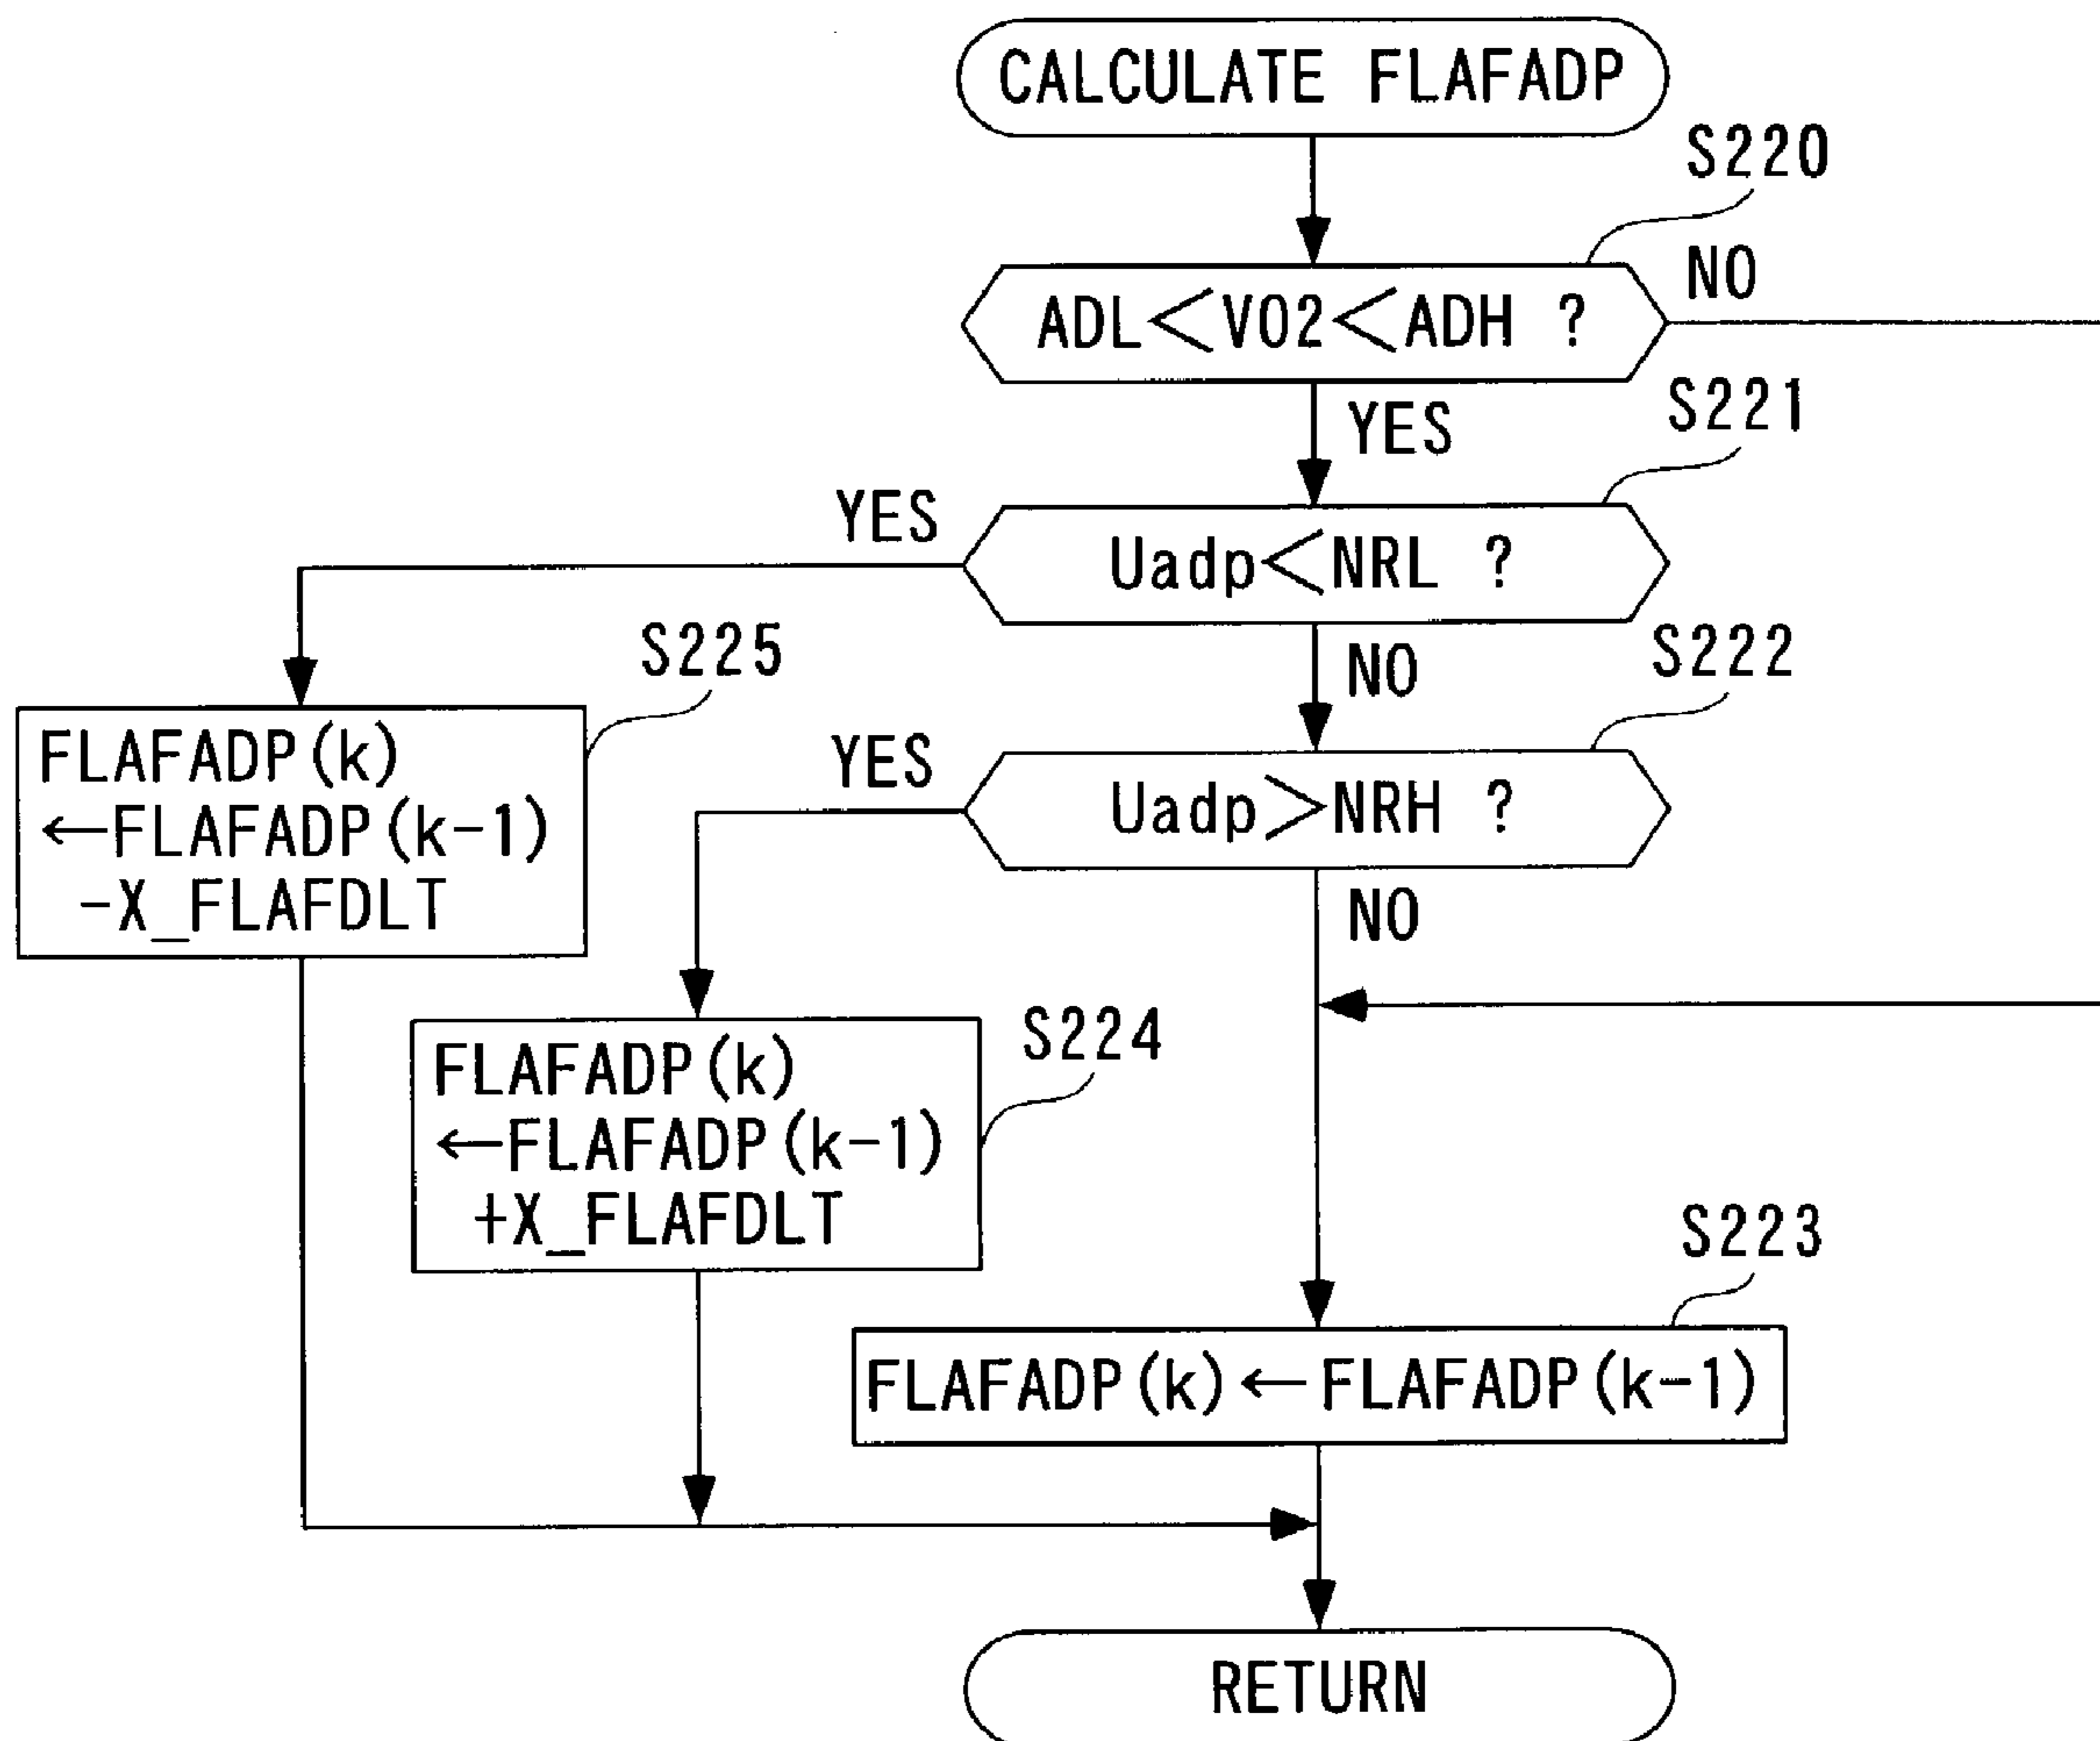 CALCULATE FLAFADP
S220
ADL<VO2<ADH ?
NO
YES
S221
YES
Uadp<NRL ?
NO
S225
S222
FLAFADP(k)
←FLAFADP(k-1)
-X_FLAFDLT
YES
Uadp>NRH ?
NO
S224
FLAFADP(k)
←FLAFADP(k-1)
+X_FLAFDLT
S223
FLAFADP(k)←FLAFADP(k-1)
RETURN